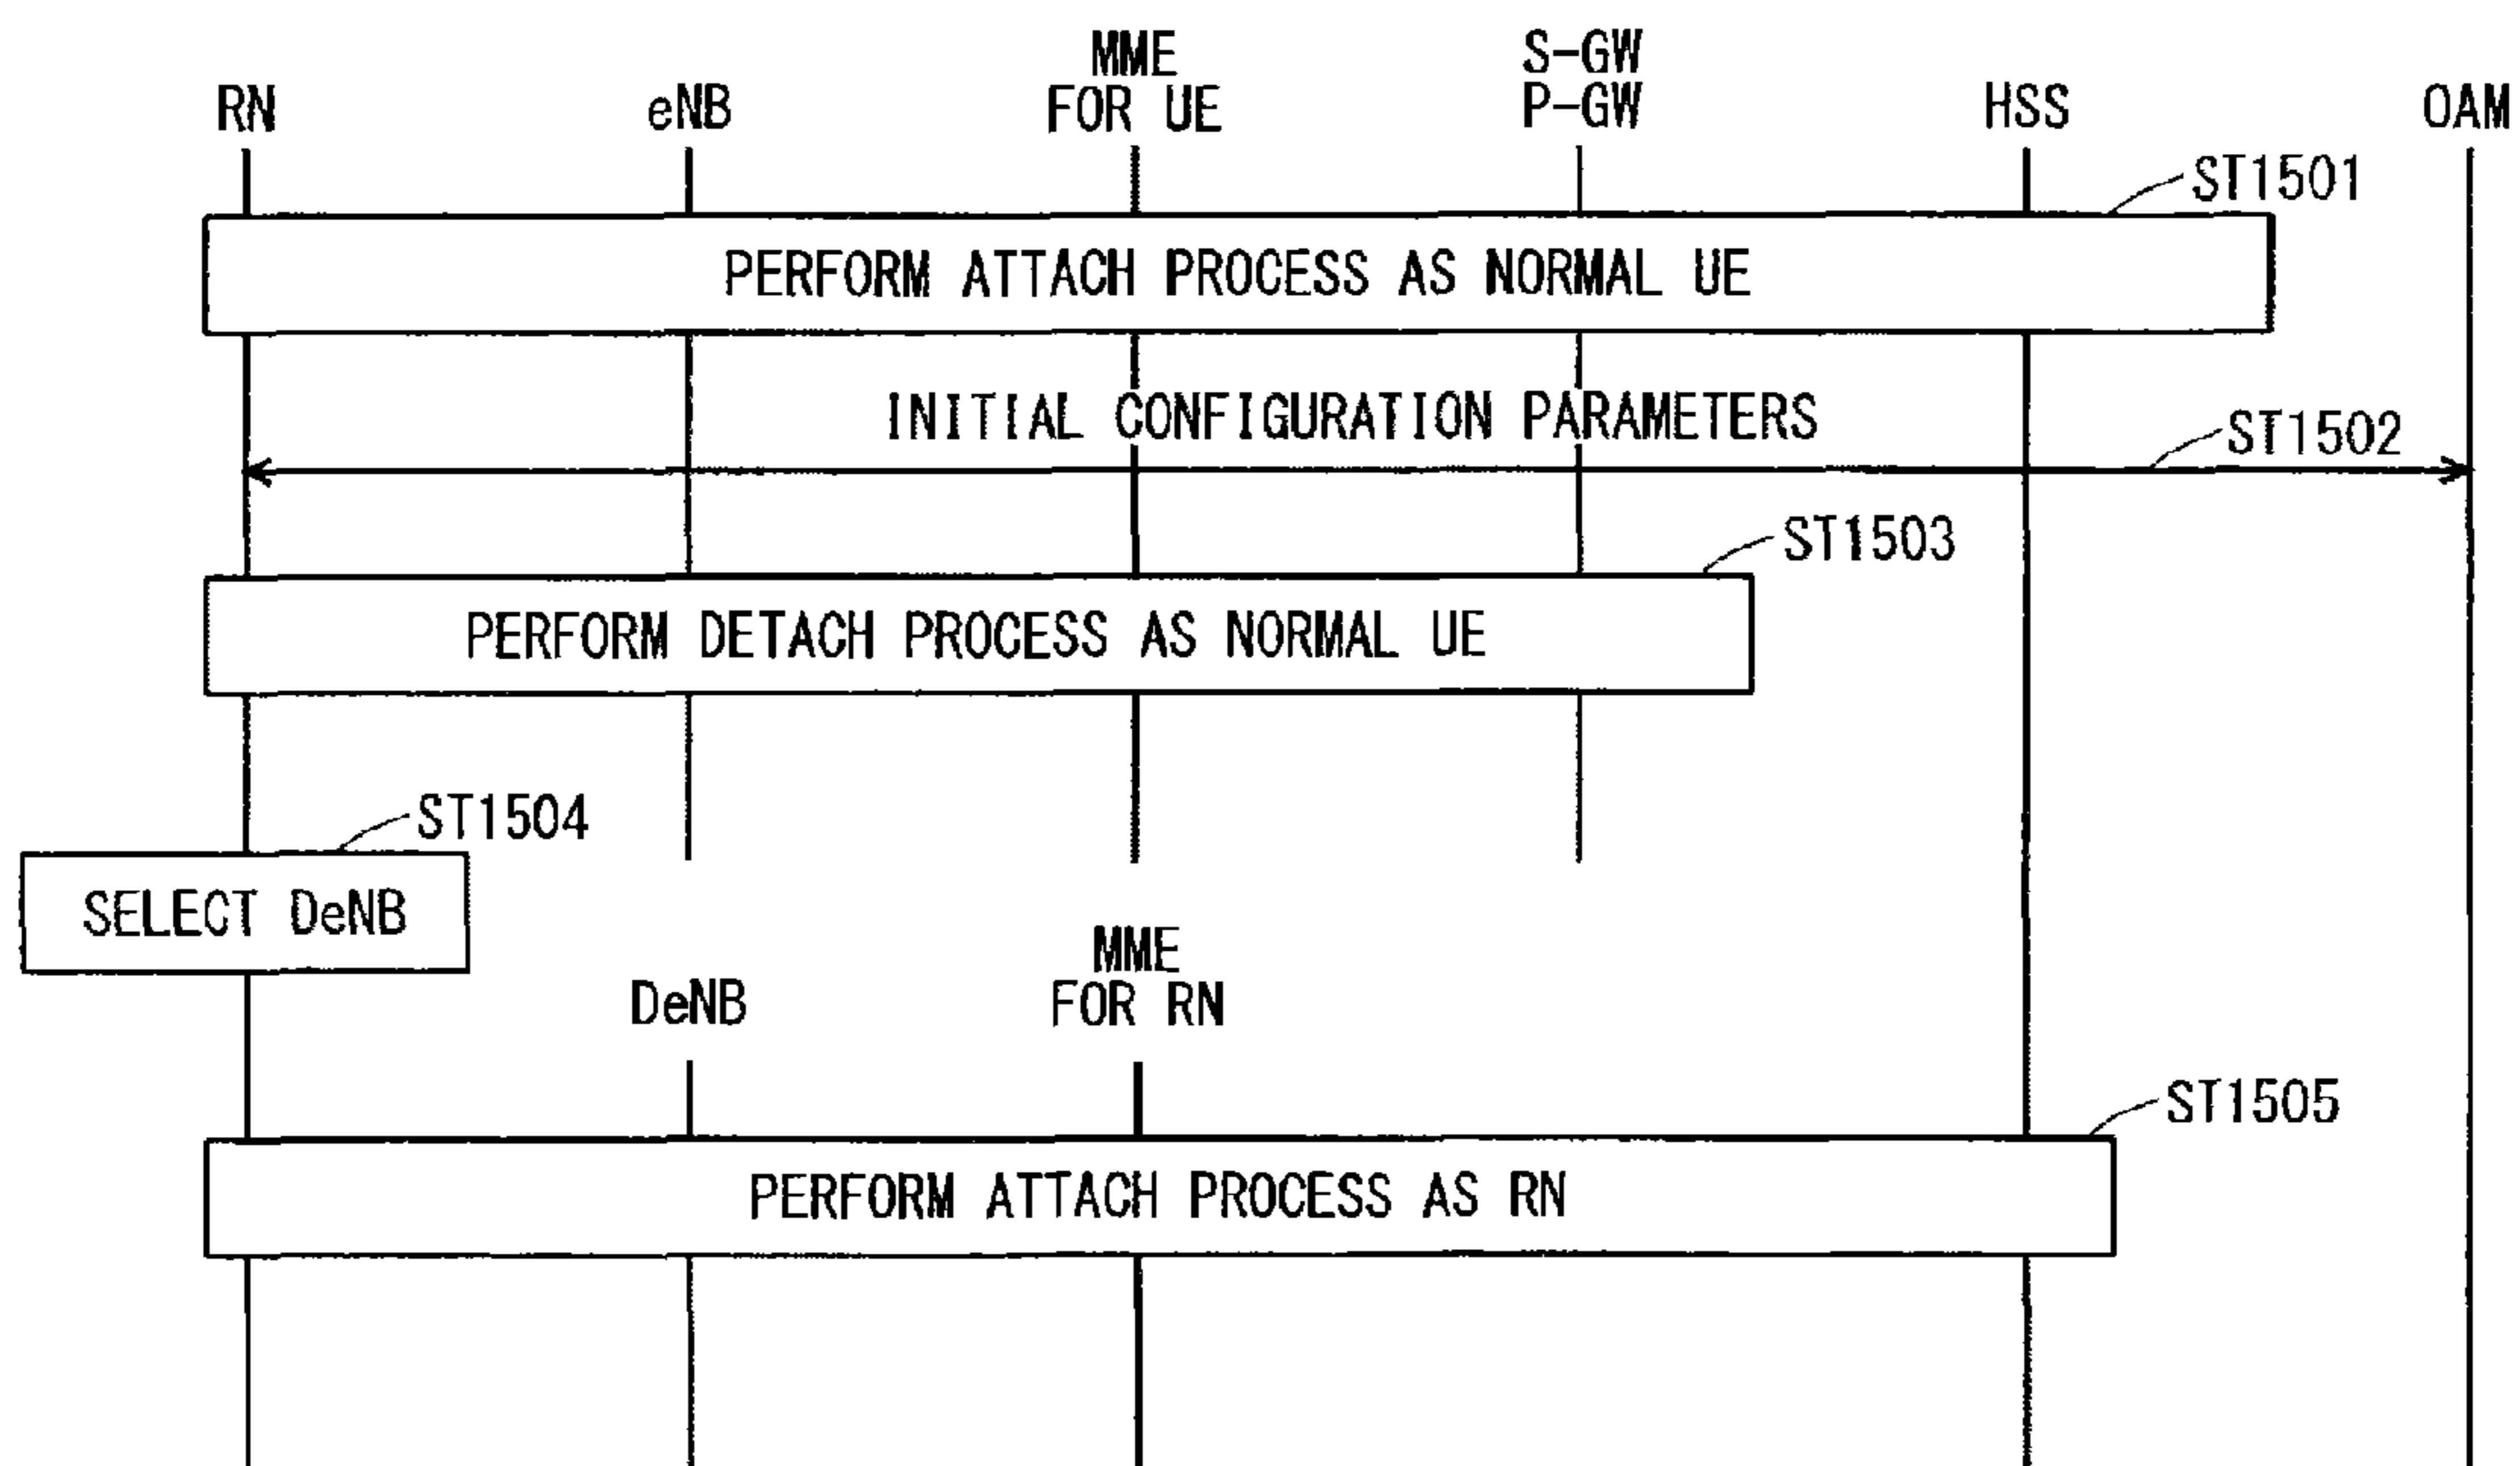 RN
eNB
MME
FOR UE
S-GW
P-GW
HSS
OAM
ST1501
PERFORM ATTACH PROCESS AS NORMAL UE
INITIAL CONFIGURATION PARAMETERS
ST1502
ST1503
PERFORM DETACH PROCESS AS NORMAL UE
ST1504
SELECT DeNB
DeNB
MME
FOR RN
ST1505
PERFORM ATTACH PROCESS AS RN